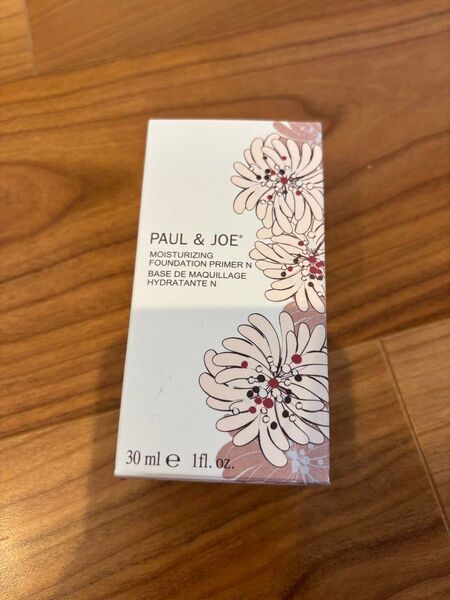 PAUL & JOE®
MOISTURIZING
FOUNDATION PRIMER N
BASE DE MAQUILLAGE
HYDRATANTE N
30 ml ℮ 1fl. oz.